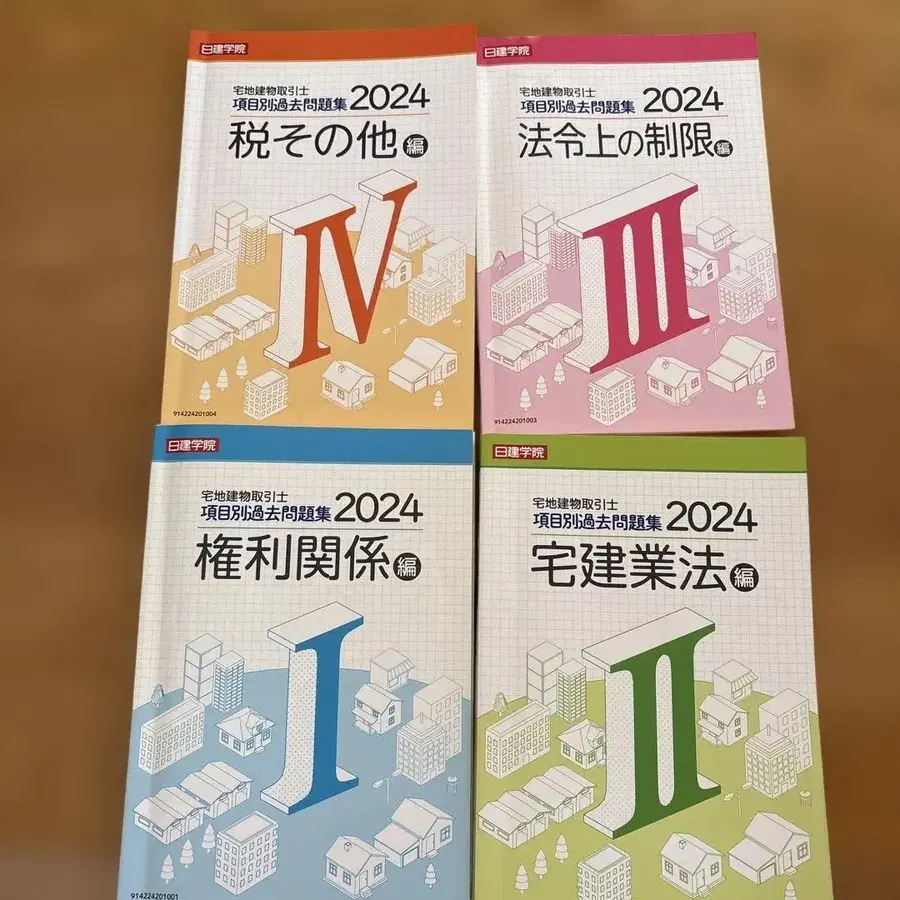 日建学院
宅地建物取引士
項目別過去問題集 2024
税その他編
IV
914224201004
日建学院
宅地建物取引士
項目別過去問題集 2024
法令上の制限編
III
914224201003
日建学院
宅地建物取引士
項目別過去問題集 2024
権利関係編
I
914224201001
日建学院
宅地建物取引士
項目別過去問題集 2024
宅建業法編
II